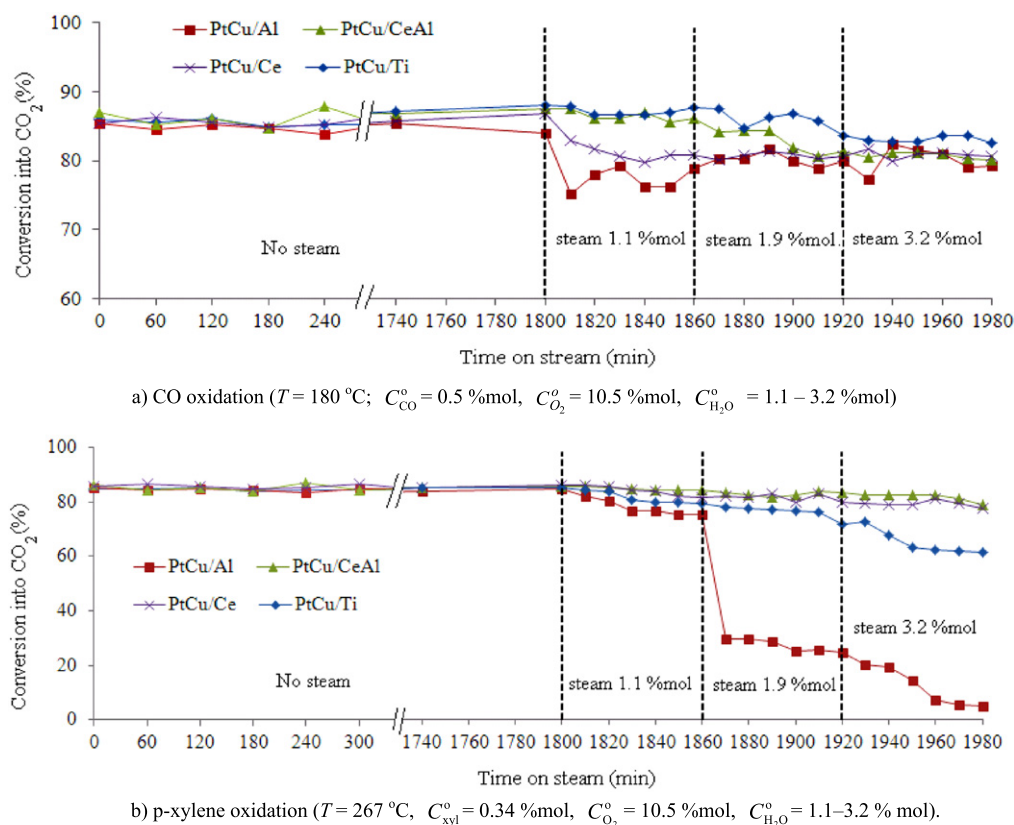 100
90
80
70
60
Conversion into CO2(%)
PtCu/Al PtCu/CeAl
PtCu/Ce PtCu/Ti
No steam steam 1.1 %mol steam 1.9 %mol. steam 3.2 %mol
0 60 120 180 240 1740 1780 1800 1820 1840 1860 1880 1900 1920 1940 1960 1980
Time on stream (min)
a) CO oxidation (T = 180 °C; C°CO = 0.5 %mol, C°O2 = 10.5 %mol, C°H2O = 1.1 – 3.2 %mol)
100
80
60
40
20
0
Conversion into CO2(%)
PtCu/Al PtCu/CeAl
PtCu/Ce PtCu/Ti
steam 3.2 %mol
No steam steam 1.1 %mol steam 1.9 %mol
0 60 120 180 240 300 1740 1760 1780 1800 1820 1840 1860 1880 1900 1920 1940 1960 1980
Time on steam (min)
b) p-xylene oxidation (T = 267 °C, C°xyl = 0.34 %mol, C°O2 = 10.5 %mol, C°H2O = 1.1–3.2 % mol).